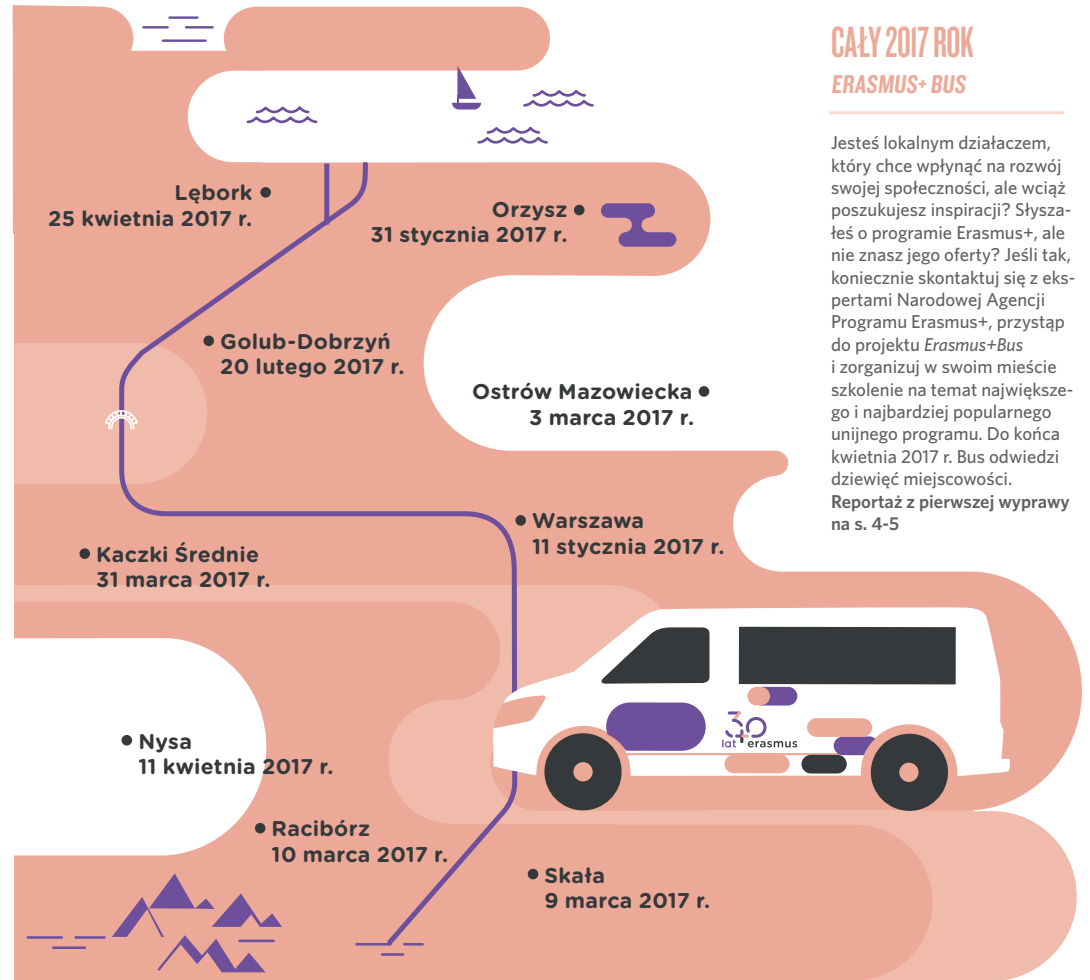 CAŁY 2017 ROK
ERASMUS+ BUS
Jesteś lokalnym działaczem,
który chce wpłynąć na rozwój
swojej społeczności, ale wciąż
poszukujesz inspiracji? Słysza-
łeś o programie Erasmus+, ale
nie znasz jego oferty? Jeśli tak,
koniecznie skontaktuj się z eks-
pertami Narodowej Agencji
Programu Erasmus+, przystąp
do projektu Erasmus+Bus
i zorganizuj w swoim mieście
szkolenie na temat największe-
go i najbardziej popularnego
unijnego programu. Do końca
kwietnia 2017 r. Bus odwiedzi
dziewięć miejscowości.
Reportaż z pierwszej wyprawy
na s. 4-5
Lębork
25 kwietnia 2017 r.
Orzysz
31 stycznia 2017 r.
Golub-Dobrzyń
20 lutego 2017 r.
Ostrów Mazowiecka
3 marca 2017 r.
Warszawa
11 stycznia 2017 r.
Kaczki Średnie
31 marca 2017 r.
30
lat+erasmus
Nysa
11 kwietnia 2017 r.
Racibórz
10 marca 2017 r.
Skała
9 marca 2017 r.